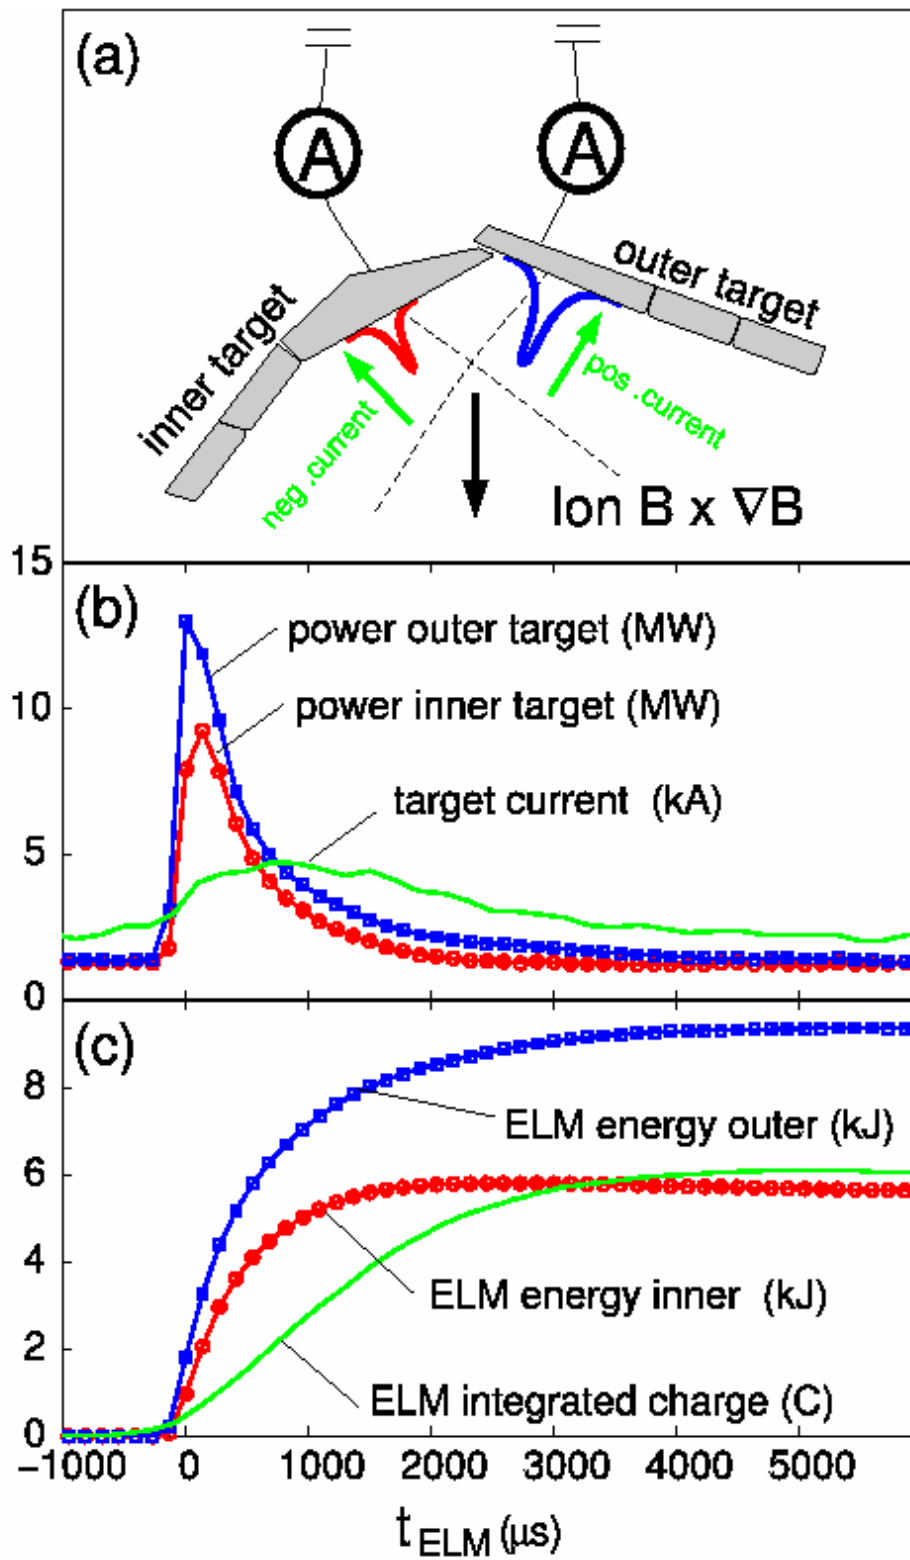 (a)
A
A
inner target
outer target
neg .current
pos .current
Ion B x ∇B
15
(b)
power outer target (MW)
10
power inner target (MW)
target current (kA)
5
0
(c)
8
ELM energy outer (kJ)
6
4
ELM energy inner (kJ)
2
ELM integrated charge (C)
0
−1000 0 1000 2000 3000 4000 5000
tELM (μs)